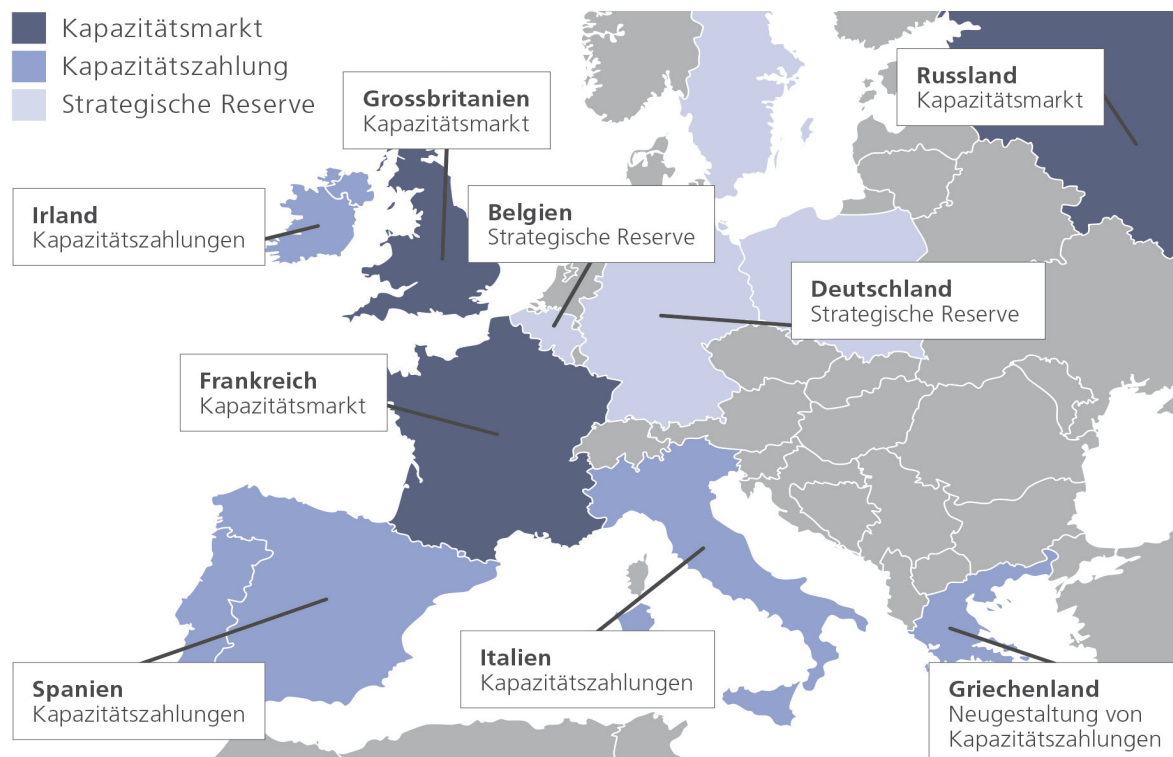 Kapazitätsmarkt
Kapazitätszahlung
Strategische Reserve
Grossbritanien
Kapazitätsmarkt
Russland
Kapazitätsmarkt
Irland
Kapazitätszahlungen
Belgien
Strategische Reserve
Deutschland
Strategische Reserve
Frankreich
Kapazitätsmarkt
Spanien
Kapazitätszahlungen
Italien
Kapazitätszahlungen
Griechenland
Neugestaltung von
Kapazitätszahlungen